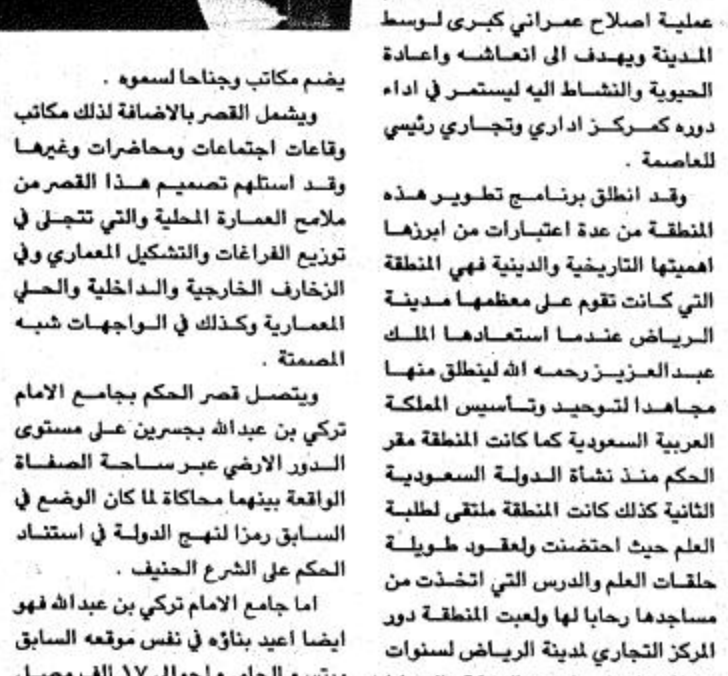 عملية اصلاح عمراني كبرى لوسط
المدينة ويهدف الى انعاشه واعادة
الحيوية والنشاط اليه ليستمر في اداء
دوره كمركز اداري وتجاري رئيسي
للعاصمة .
وقد انطلق برنامج تطوير هذه
المنطقة من عدة اعتبارات من ابرزها
اهميتها التاريخية والدينية فهي المنطقة
التي كانت تقوم على معظمها مدينة
الرياض عندما استعادها الملك
عبدالعزيز رحمه الله لينطلق منها
مجاهدا لتوحيد وتأسيس المملكة
العربية السعودية كما كانت المنطقة مقر
الحكم منذ نشأة الدولة السعودية
الثانية كذلك كانت المنطقة ملتقى لطلبة
العلم حيث احتضنت ولعقود طويلة
حلقات العلم والدرس التي اتخذت من
مساجدها رحابا لها ولعبت المنطقة دور
المركز التجاري لمدينة الرياض لسنوات
يضم مكاتب وجناحا لسموه .
ويشمل القصر بالاضافة لذلك مكاتب
وقاعات اجتماعات ومحاضرات وغيرها
وقد استلهم تصميم هذا القصر من
ملامح العمارة المحلية والتي تتجلى في
توزيع الفراغات والتشكيل المعماري وفي
الزخارف الخارجية والداخلية والحلي
المعمارية وكذلك في الواجهات شبه
المصمتة .
ويتصل قصر الحكم بجامع الامام
تركي بن عبدالله بجسرين على مستوى
الدور الارضي عبر ساحة الصفاة
الواقعة بينهما محاكاة لما كان الوضع في
السابق رمزا لنهج الدولة في استناد
الحكم على الشرع الحنيف .
اما جامع الامام تركي بن عبدالله فهو
ايضا اعيد بناؤه في نفس موقعه السابق